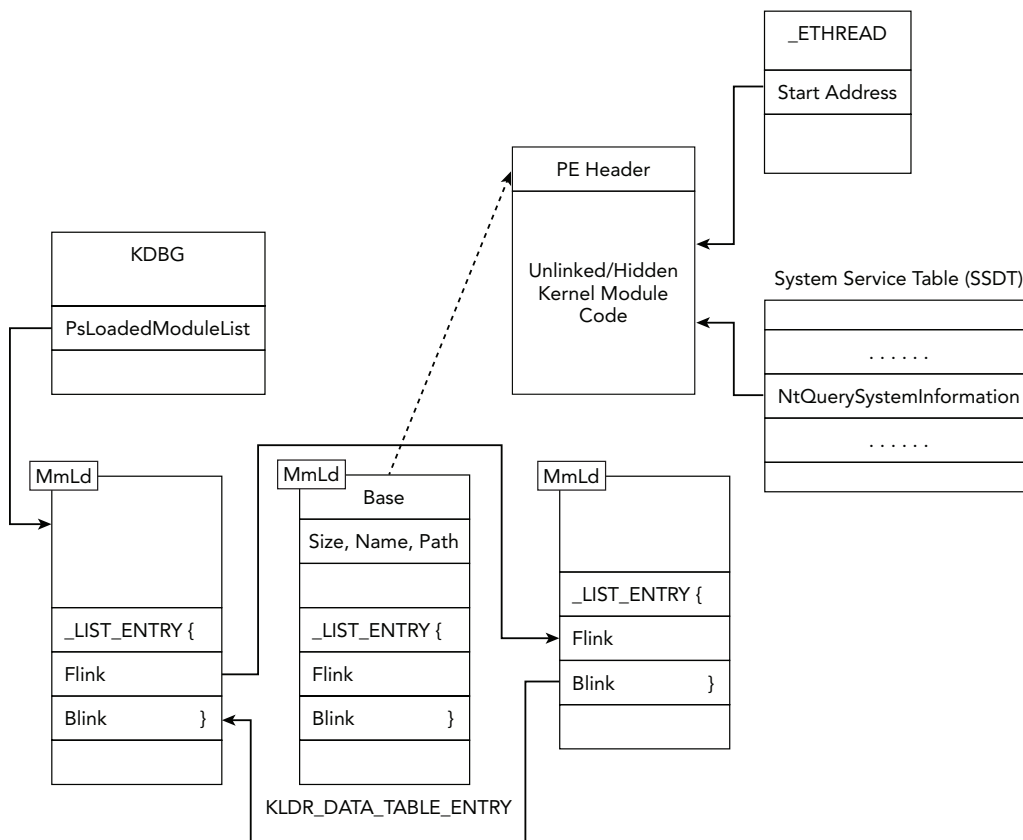 _ETHREAD
Start Address
PE Header
Unlinked/Hidden
Kernel Module
Code
KDBG
PsLoadedModuleList
System Service Table (SSDT)
. . . . . .
NtQuerySystemInformation
. . . . . .
MmLd
_LIST_ENTRY {
Flink
Blink }
MmLd
Base
Size, Name, Path
_LIST_ENTRY {
Flink
Blink }
MmLd
_LIST_ENTRY {
Flink
Blink }
KLDR_DATA_TABLE_ENTRY